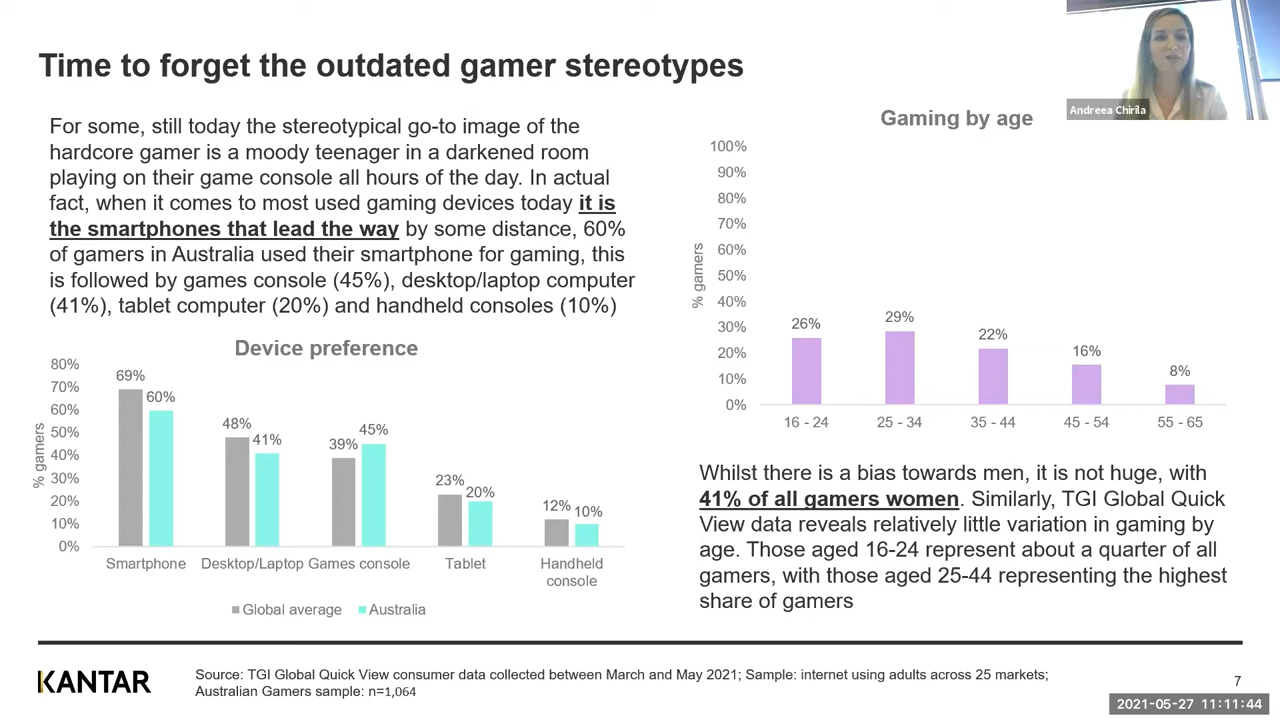 Time to forget the outdated gamer stereotypes
Andreea Chirila
For some, still today the stereotypical go-to image of the
hardcore gamer is a moody teenager in a darkened room
playing on their game console all hours of the day. In actual
fact, when it comes to most used gaming devices today it is
the smartphones that lead the way by some distance, 60%
of gamers in Australia used their smartphone for gaming, this
is followed by games console (45%), desktop/laptop computer
(41%), tablet computer (20%) and handheld consoles (10%)
Device preference
% gamers
80%
70%
60%
50%
40%
30%
20%
10%
0%
69%
60%
48%
41%
39%
45%
23%
20%
12%
10%
Smartphone
Desktop/Laptop
Games console
Tablet
Handheld
console
Global average
Australia
Gaming by age
% gamers
100%
90%
80%
70%
60%
50%
40%
30%
20%
10%
0%
26%
29%
22%
16%
8%
16 - 24
25 - 34
35 - 44
45 - 54
55 - 65
Whilst there is a bias towards men, it is not huge, with
41% of all gamers women. Similarly, TGI Global Quick
View data reveals relatively little variation in gaming by
age. Those aged 16-24 represent about a quarter of all
gamers, with those aged 25-44 representing the highest
share of gamers
KANTAR
Source: TGI Global Quick View consumer data collected between March and May 2021; Sample: internet using adults across 25 markets;
Australian Gamers sample: n=1,064
7
2021-05-27 11:11:44